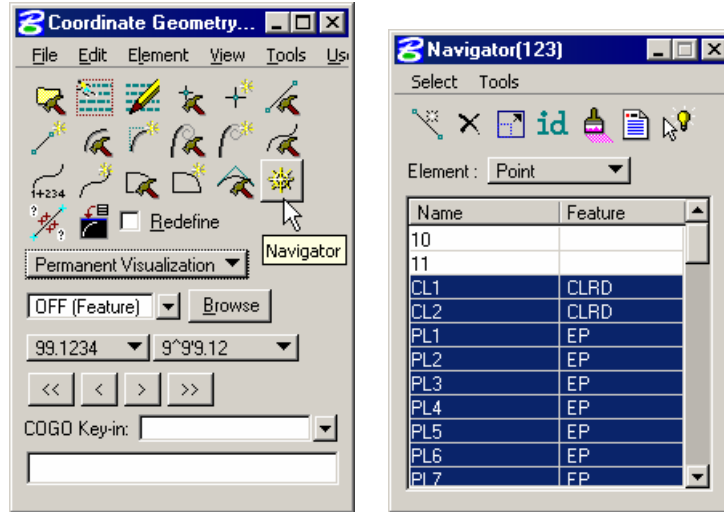 Coordinate Geometry...
File Edit Element View Tools
1+234
? ?
Redefine
Navigator
Permanent Visualization
OFF (Feature) Browse
99.1234 9^9'9.12
<< < > >>
COGO Key-in:
Navigator(123)
Select Tools
id
Element : Point
Name Feature
10
11
CL1 CLRD
CL2 CLRD
PL1 EP
PL2 EP
PL3 EP
PL4 EP
PL5 EP
PL6 EP
PL7 EP